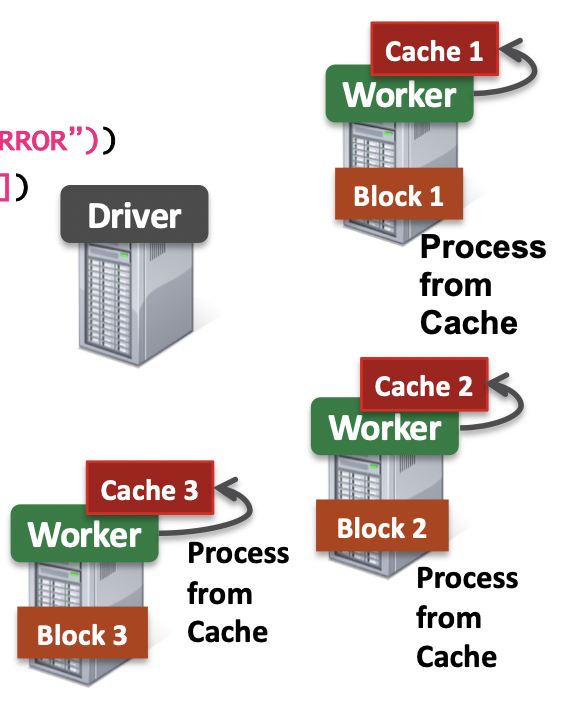 Cache 1
Worker
RROR”))
])
Block 1
Driver
Process
from
Cache
Cache 2
Worker
Cache 3
Worker
Block 2
Process
from
Cache
Process
from
Cache
Block 3